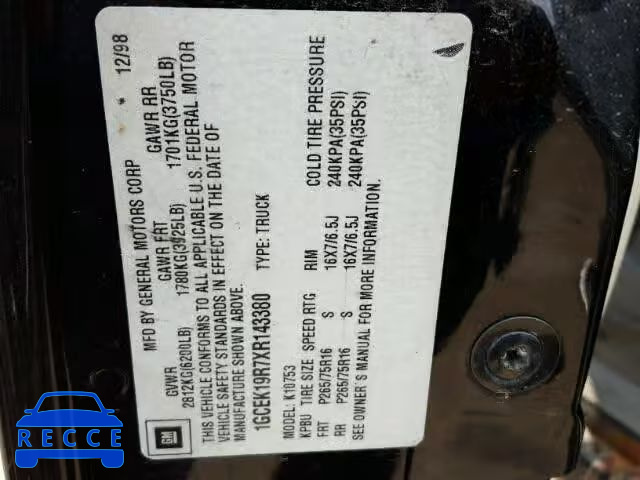 MFD BY GENERAL MOTORS CORP * 12/98
GVWR GAWR FRT GAWR RR
2812KG(6200LB) 1780KG(3925LB) 1701KG(3750LB)
THIS VEHICLE CONFORMS TO ALL APPLICABLE U.S. FEDERAL MOTOR
VEHICLE SAFETY STANDARDS IN EFFECT ON THE DATE OF
MANUFACTURE SHOWN ABOVE.
1GCEK19R7XR143380 TYPE: TRUCK
MODEL: K10753
KPBU TIRE SIZE SPEED RTG RIM COLD TIRE PRESSURE
FRT P265/75R16 S 16X7/6.5J 240KPA(35PSI)
RR P265/75R16 S 16X7/6.5J 240KPA(35PSI)
SEE OWNER'S MANUAL FOR MORE INFORMATION.
GM
RECCE